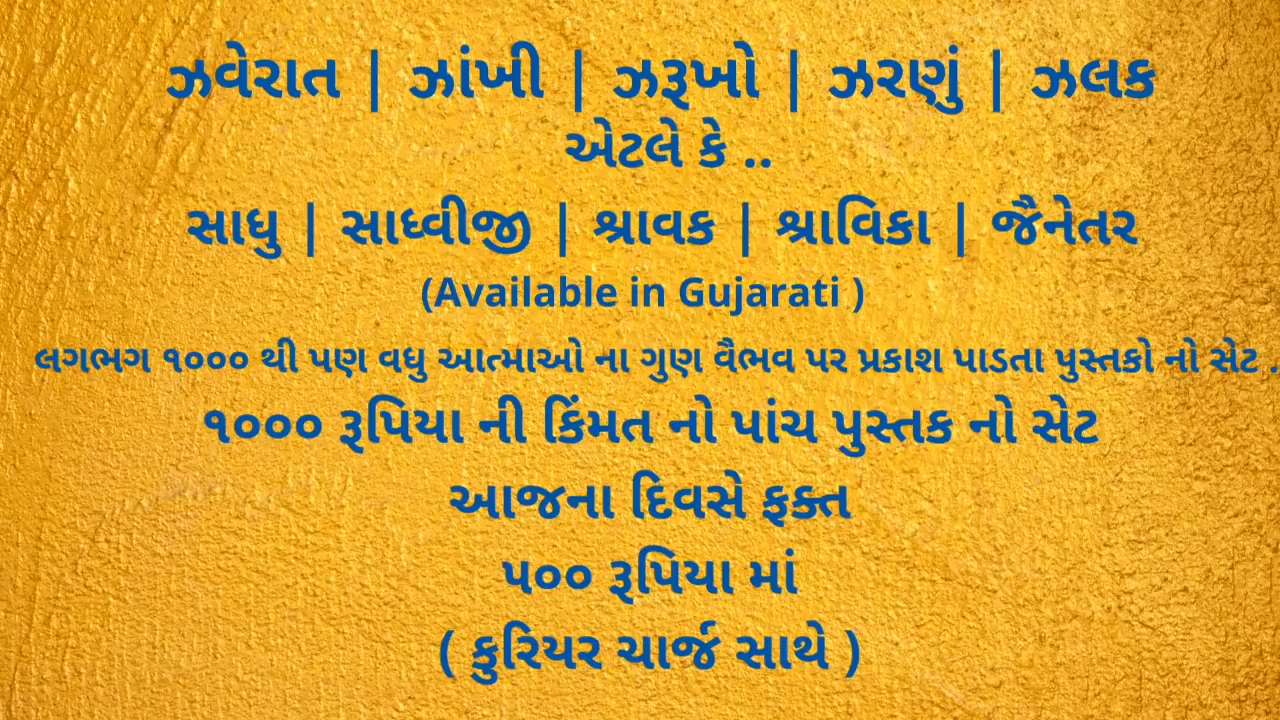 ઝવેરાત | ઝાંખી | ઝરૂખો | ઝરણું | ઝલક
એટલે કે ..
સાધુ | સાધ્વીજી | શ્રાવક | શ્રાવિકા | જૈનેતર
(Available in Gujarati )
લગભગ ૧૦૦૦ થી પણ વધુ આત્માઓ ના ગુણ વૈભવ પર પ્રકાશ પાડતા પુસ્તકો નો સેટ .
૧૦૦૦ રૂપિયા ની કિંમત નો પાંચ પુસ્તક નો સેટ
આજના દિવસે ફક્ત
૫૦૦ રૂપિયા માં
( કુરિયર ચાર્જ સાથે )